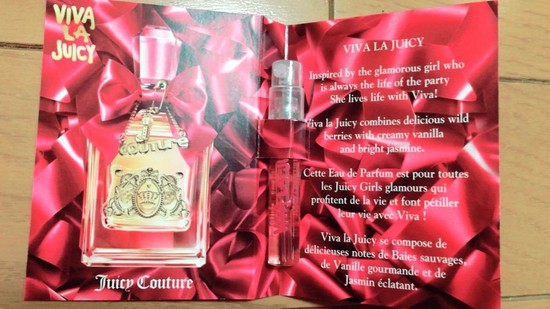 VIVA
LA
JUICY
Couture
Juicy Couture
VIVA LA JUICY
Inspired by the glamorous girl who
is always the life of the party
She lives life with Viva!
Viva la Juicy combines delicious wild
berries with creamy vanilla
and bright jasmine.
Cette Eau de Parfum est pour toutes
les Juicy Girls glamours qui
profitent de la vie et font pétiller
leur vie avec Viva !
Viva la Juicy se compose de
délicieuses notes de Baies sauvages,
de Vanille gourmande et de
Jasmin éclatant.